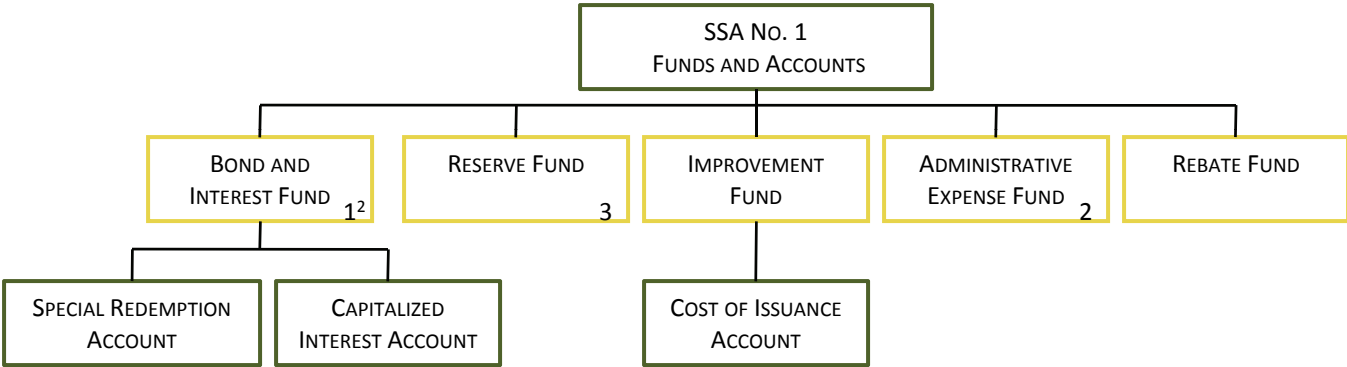 SSA No. 1
Funds and Accounts
Bond and
Interest Fund
1²
Reserve Fund
3
Improvement
Fund
Administrative
Expense Fund
2
Rebate Fund
Special Redemption
Account
Capitalized
Interest Account
Cost of Issuance
Account